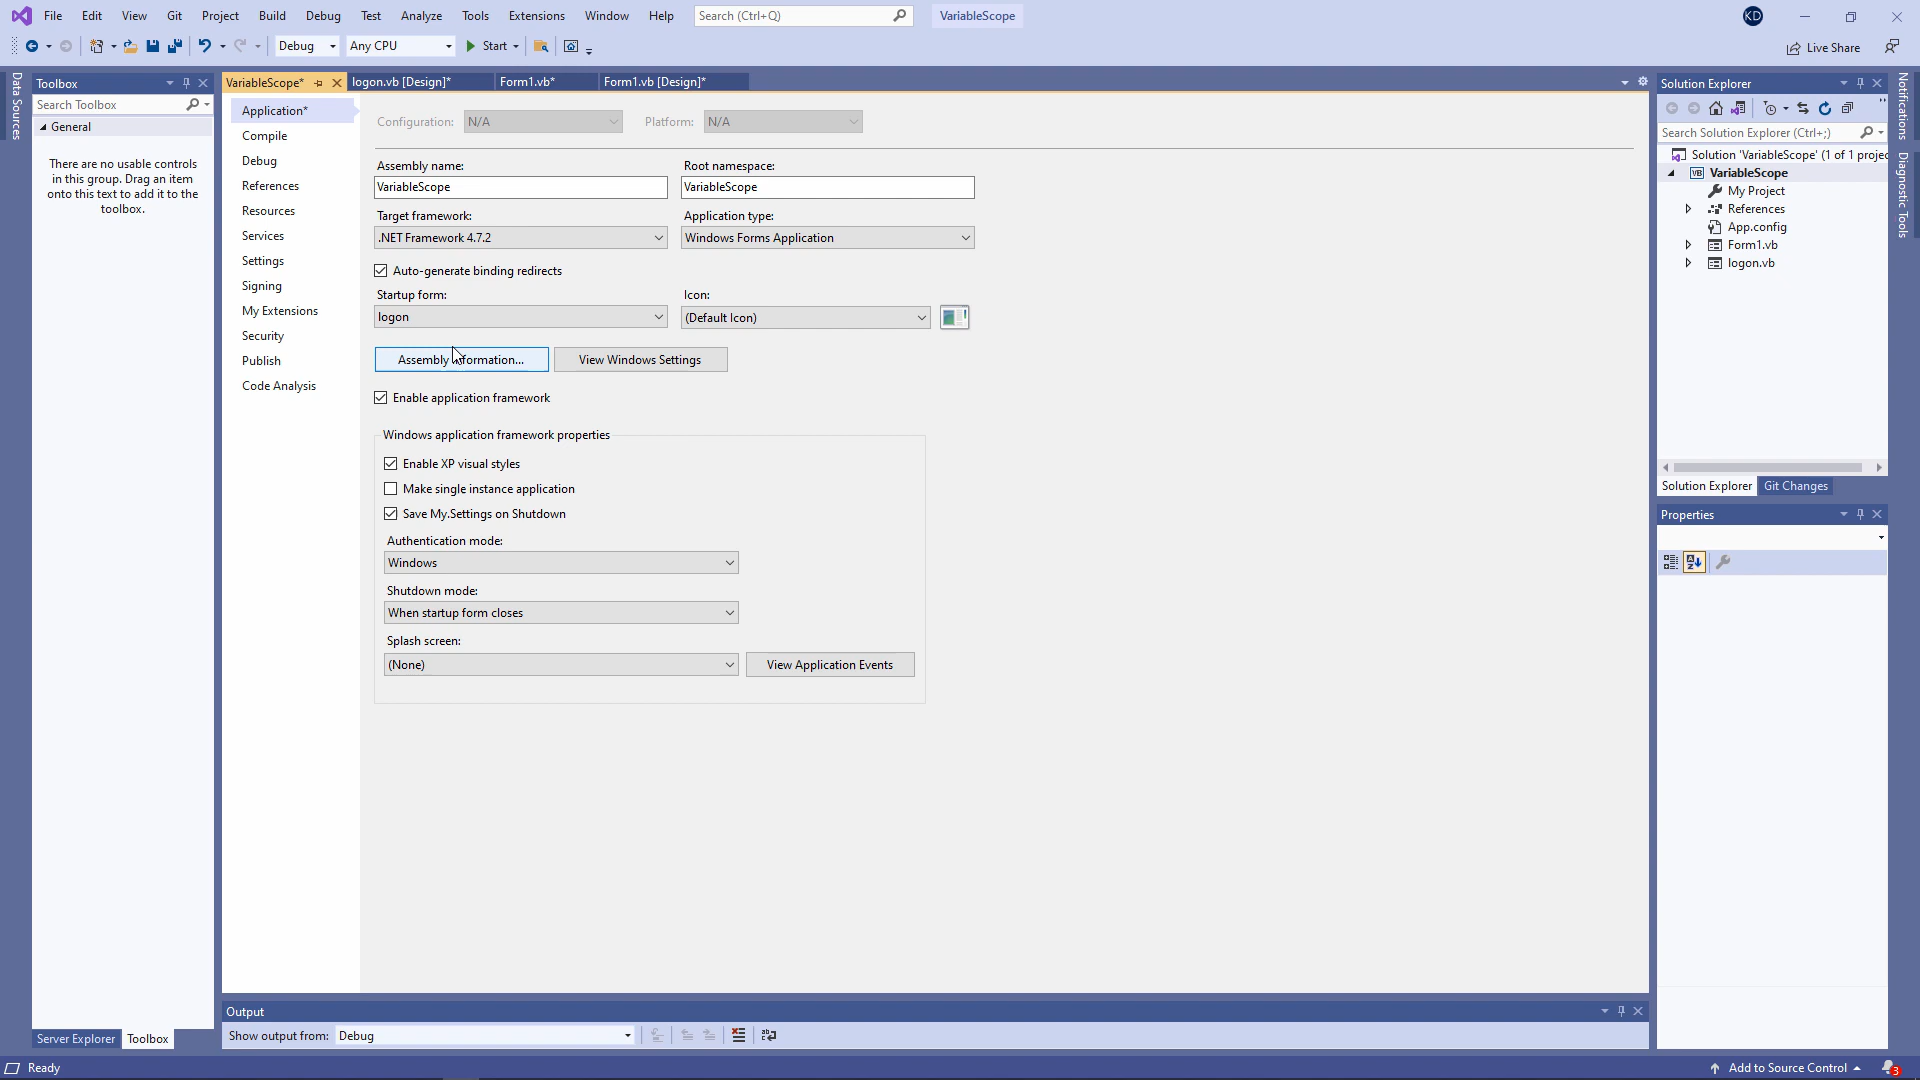 File Edit View Git Project Build Debug Test Analyze Tools Extensions Window Help Search (Ctrl+Q) VariableScope KD
Debug Any CPU Start Live Share
Data Sources
Toolbox
Search Toolbox
General
There are no usable controls
in this group. Drag an item
onto this text to add it to the
toolbox.
Server Explorer Toolbox
VariableScope* logon.vb [Design]* Form1.vb* Form1.vb [Design]*
Application*
Compile
Debug
References
Resources
Services
Settings
Signing
My Extensions
Security
Publish
Code Analysis
Configuration: N/A Platform: N/A
Assembly name: Root namespace:
VariableScope VariableScope
Target framework: Application type:
.NET Framework 4.7.2 Windows Forms Application
Auto-generate binding redirects
Startup form: Icon:
logon (Default Icon)
Assembly Information... View Windows Settings
Enable application framework
Windows application framework properties
Enable XP visual styles
Make single instance application
Save My.Settings on Shutdown
Authentication mode:
Windows
Shutdown mode:
When startup form closes
Splash screen:
(None) View Application Events
Output
Show output from: Debug
Solution Explorer
Search Solution Explorer (Ctrl+;)
Solution 'VariableScope' (1 of 1 projec
VB VariableScope
My Project
References
App.config
Form1.vb
logon.vb
Solution Explorer Git Changes
Properties
Notifications
Diagnostic Tools
Ready Add to Source Control 3